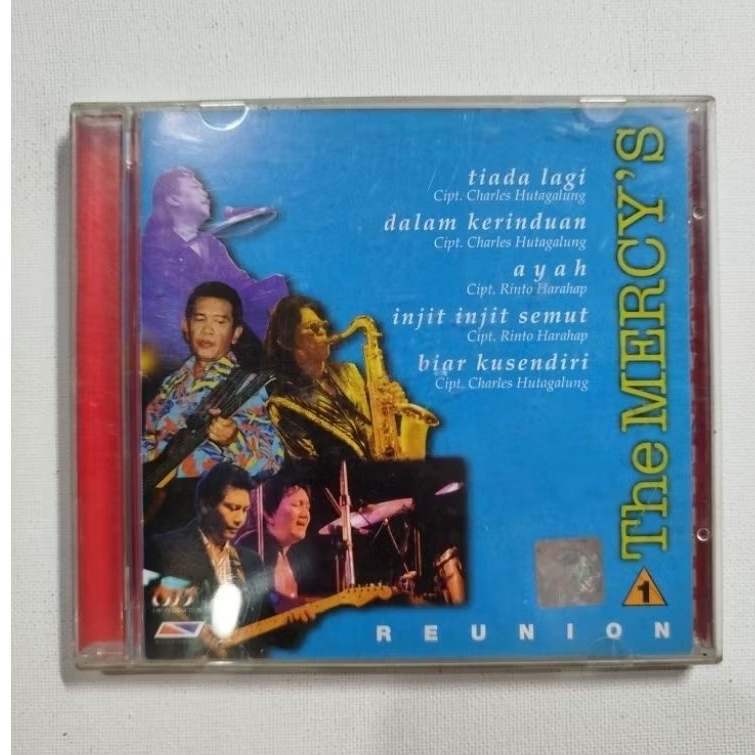 tiada lagi
Cipt. Charles Hutagalung
dalam kerinduan
Cipt. Charles Hutagalung
ayah
Cipt. Rinto Harahap
injit injit semut
Cipt. Rinto Harahap
biar kusendiri
Cipt. Charles Hutagalung
The MERCY'S
1
REUNION